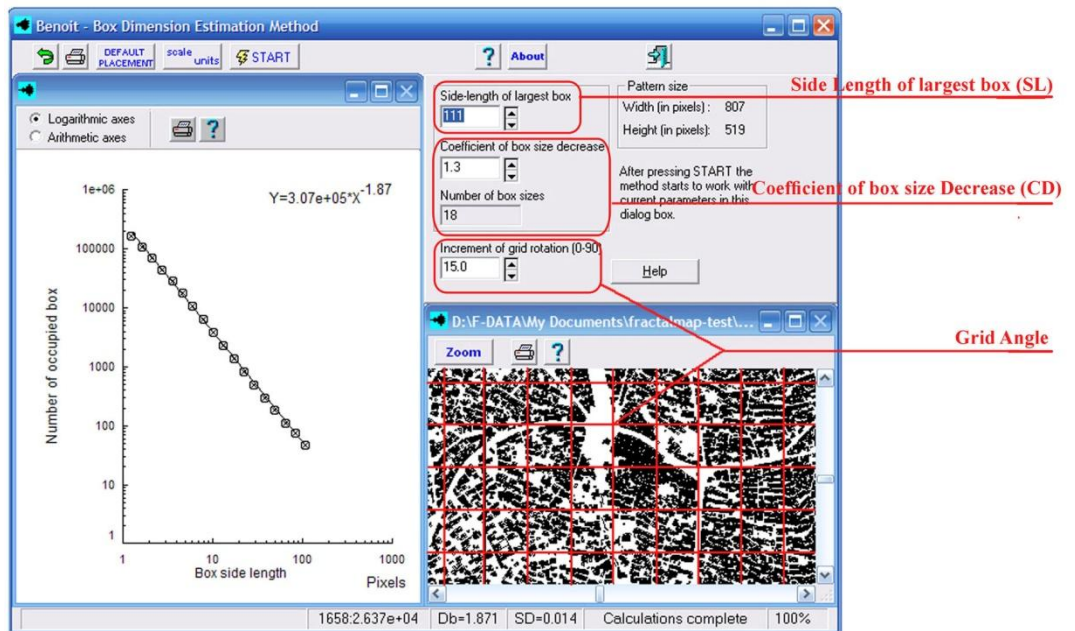 Benoit - Box Dimension Estimation Method
DEFAULT PLACEMENT
scale units
START
?
About
Logarithmic axes
Arithmetic axes
?
Side-length of largest box
111
Coefficient of box size decrease
1.3
Number of box sizes
18
Increment of grid rotation (0-90)
15.0
Pattern size
Width (in pixels) : 807
Height (in pixels): 519
After pressing START the
method starts to work with
current parameters in this
dialog box.
Help
Side Length of largest box (SL)
Coefficient of box size Decrease (CD)
.
Grid Angle
Y=3.07e+05*X^-1.87
1e+06
100000
10000
1000
100
10
1
Number of occupied box
1 10 100 1000
Box side length
Pixels
D:\F-DATA\My Documents\fractalmap-test\...
Zoom
?
1658:2.637e+04 Db=1.871 SD=0.014 Calculations complete 100%